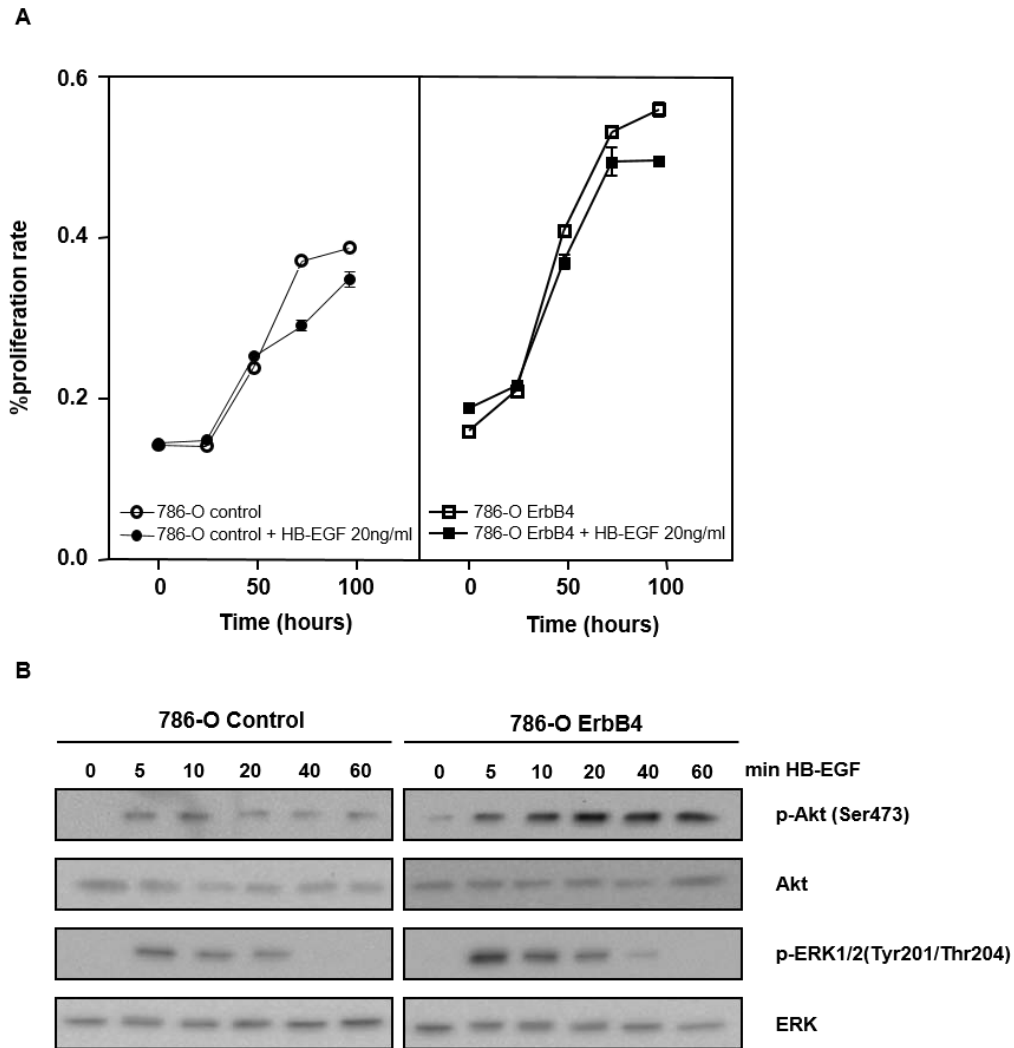 A
0.6
0.4
0.2
0.0
%proliferation rate
786-O control
786-O control + HB-EGF 20ng/ml
786-O ErbB4
786-O ErbB4 + HB-EGF 20ng/ml
0 50 100 0 50 100
Time (hours) Time (hours)
B
786-O Control 786-O ErbB4
0 5 10 20 40 60 0 5 10 20 40 60 min HB-EGF
p-Akt (Ser473)
Akt
p-ERK1/2(Tyr201/Thr204)
ERK